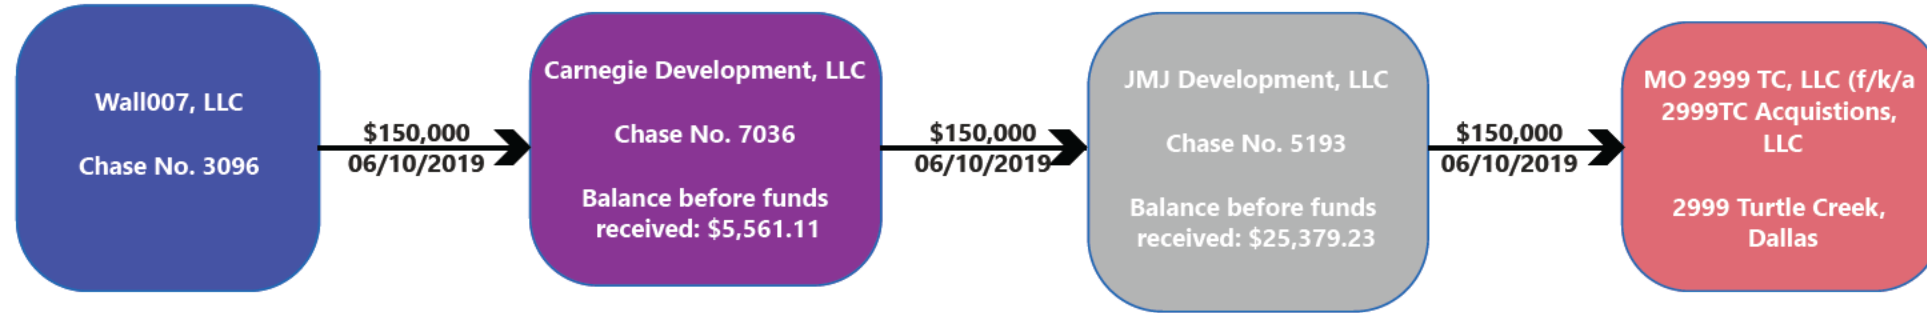 Wall007, LLC
Chase No. 3096
$150,000
06/10/2019
Carnegie Development, LLC
Chase No. 7036
Balance before funds
received: $5,561.11
$150,000
06/10/2019
JMJ Development, LLC
Chase No. 5193
Balance before funds
received: $25,379.23
$150,000
06/10/2019
MO 2999 TC, LLC (f/k/a
2999TC Acquistions,
LLC
2999 Turtle Creek,
Dallas